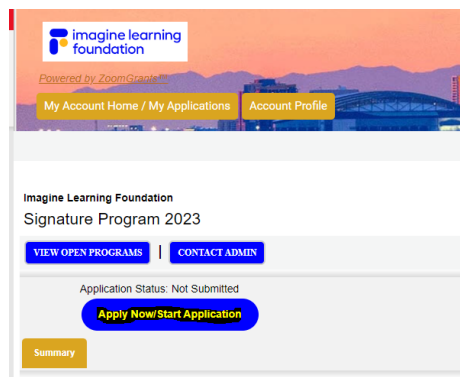 imagine learning
foundation
Powered by ZoomGrants™
My Account Home / My Applications
Account Profile
Imagine Learning Foundation
Signature Program 2023
VIEW OPEN PROGRAMS | CONTACT ADMIN
Application Status: Not Submitted
Apply Now/Start Application
Summary